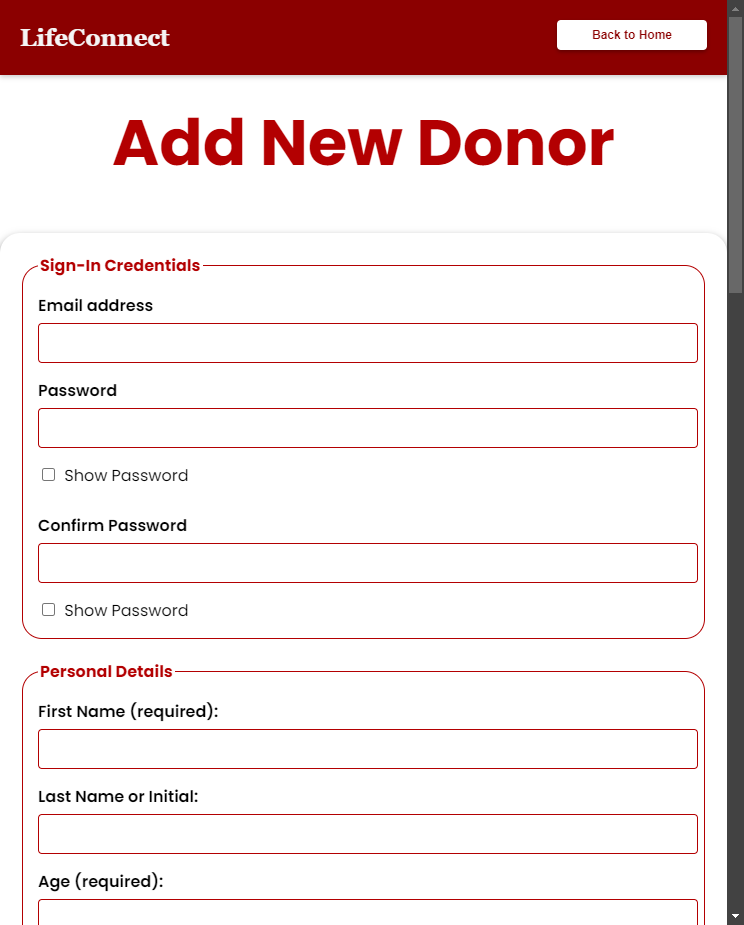 LifeConnect
Back to Home
Add New Donor
Sign-In Credentials
Email address
Password
Show Password
Confirm Password
Show Password
Personal Details
First Name (required):
Last Name or Initial:
Age (required):